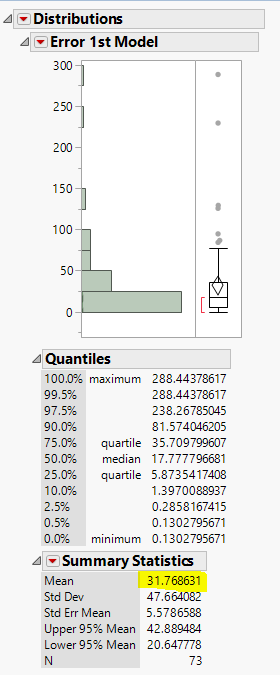 Distributions
Error 1st Model
300
250
200
150
100
50
0
Quantiles
100.0% maximum 288.44378617
99.5% 288.44378617
97.5% 238.26785045
90.0% 81.574046205
75.0% quartile 35.709799607
50.0% median 17.777796681
25.0% quartile 5.8735417408
10.0% 1.3970088937
2.5% 0.2858167415
0.5% 0.1302795671
0.0% minimum 0.1302795671
Summary Statistics
Mean 31.768631
Std Dev 47.664082
Std Err Mean 5.5786588
Upper 95% Mean 42.889484
Lower 95% Mean 20.647778
N 73